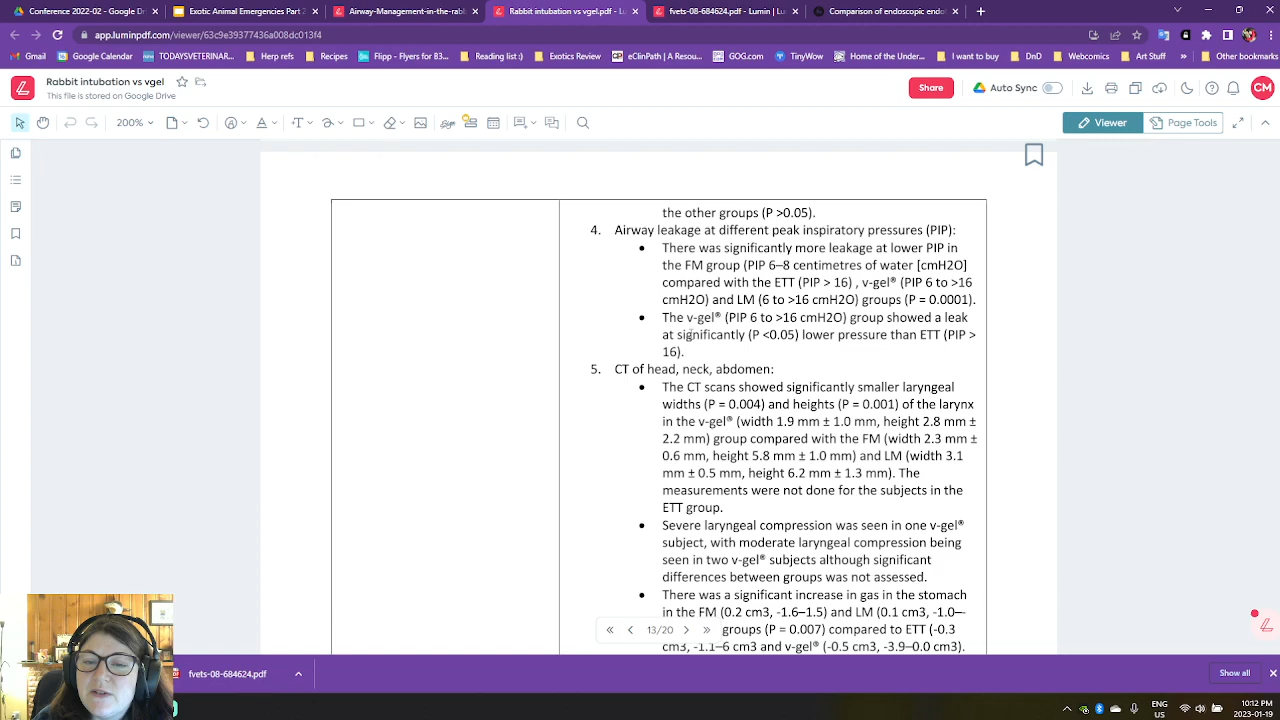 Conference 2022-02 - Google Dr
Exotic Animal Emergencies Part 2
Airway-Management-in-the-rab
Rabbit intubation vs vgel.pdf - Lu
fvets-08-684624.pdf - Lumin | Lu
Comparison of endoscopic endot
app.luminpdf.com/viewer/63c9e39377436a008dc013f4
Gmail
Google Calendar
TODAYSVETERINAR...
Herp refs
Recipes
Flipp - Flyers for B3...
Reading list :)
Exotics Review
eClinPath | Online...
GOG.com
TinyWow
Home of the Under...
I want to buy
DnD
Webcomics
Art Stuff
»
Other bookmarks
Rabbit intubation vs vgel
This file is stored on Google Drive
Share
Auto Sync
CM
200%
Viewer
Page Tools
the other groups (P >0.05).
4. Airway leakage at different peak inspiratory pressures (PIP):
• There was significantly more leakage at lower PIP in
the FM group (PIP 6–8 centimetres of water [cmH2O]
compared with the ETT (PIP > 16) , v-gel® (PIP 6 to >16
cmH2O) and LM (6 to >16 cmH2O) groups (P = 0.0001).
• The v-gel® (PIP 6 to >16 cmH2O) group showed a leak
at significantly (P <0.05) lower pressure than ETT (PIP >
16).
5. CT of head, neck, abdomen:
• The CT scans showed significantly smaller laryngeal
widths (P = 0.004) and heights (P = 0.001) of the larynx
in the v-gel® (width 1.9 mm ± 1.0 mm, height 2.8 mm ±
2.2 mm) group compared with the FM (width 2.3 mm ±
0.6 mm, height 5.8 mm ± 1.0 mm) and LM (width 3.1
mm ± 0.5 mm, height 6.2 mm ± 1.3 mm). The
measurements were not done for the subjects in the
ETT group.
• Severe laryngeal compression was seen in one v-gel®
subject, with moderate laryngeal compression being
seen in two v-gel® subjects although significant
differences between groups was not assessed.
• There was a significant increase in gas in the stomach
in the FM (0.2 cm3, -1.6–1.5) and LM (0.1 cm3, -1.0–-
groups (P = 0.007) compared to ETT (-0.3
cm3, -1.1–6 cm3) and v-gel® (-0.5 cm3, -3.9–0.0 cm3).
« ‹ 13/20 › »
fvets-08-684624.pdf
Show all
ENG
US
10:12 PM
2023-01-19